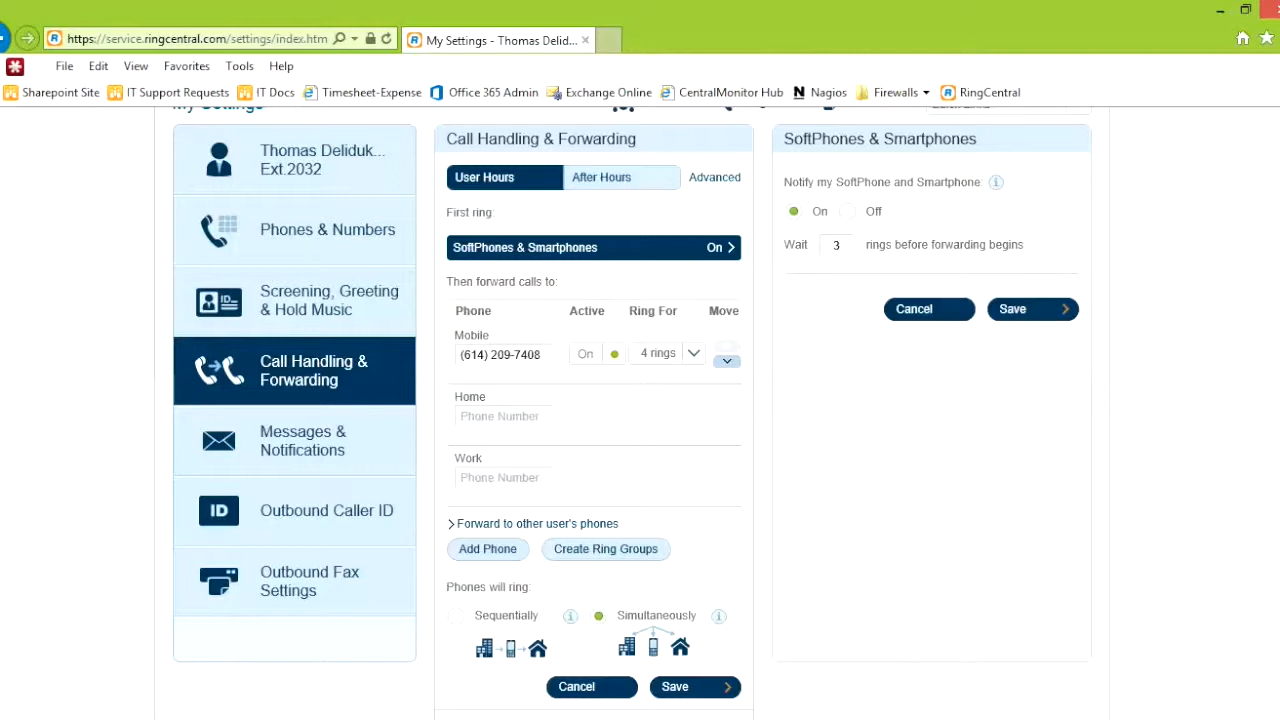 https://service.ringcentral.com/settings/index.htm
My Settings - Thomas Delid...
File Edit View Favorites Tools Help
Sharepoint Site IT Support Requests IT Docs Timesheet-Expense Office 365 Admin Exchange Online CentralMonitor Hub Nagios Firewalls RingCentral
My Settings
Thomas Deliduk...
Ext.2032
Phones & Numbers
Screening, Greeting
& Hold Music
Call Handling &
Forwarding
Messages &
Notifications
Outbound Caller ID
Outbound Fax
Settings
Call Handling & Forwarding
User Hours After Hours Advanced
First ring:
SoftPhones & Smartphones On
Then forward calls to:
Phone Active Ring For Move
Mobile
(614) 209-7408 On 4 rings
Home
Phone Number
Work
Phone Number
Forward to other user's phones
Add Phone Create Ring Groups
Phones will ring:
Sequentially Simultaneously
Cancel Save
SoftPhones & Smartphones
Notify my SoftPhone and Smartphone:
On Off
Wait 3 rings before forwarding begins
Cancel Save